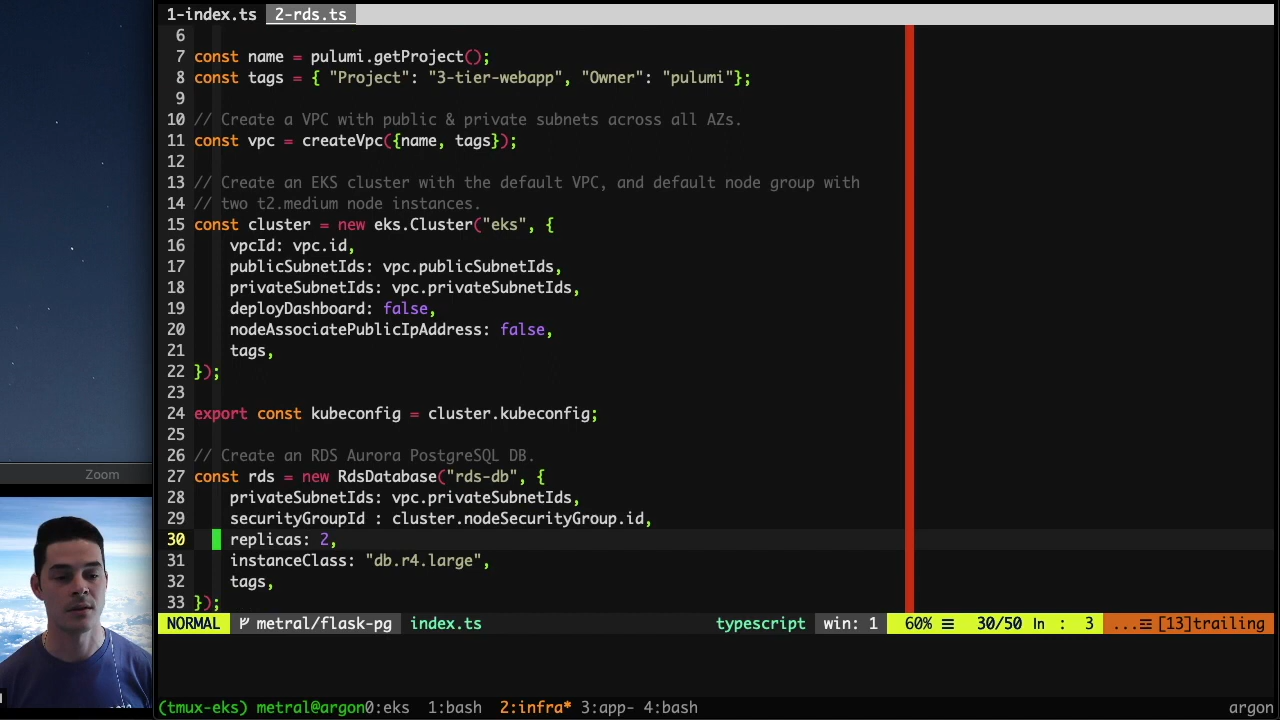 1-index.ts 2-rds.ts
6
7 const name = pulumi.getProject();
8 const tags = { "Project": "3-tier-webapp", "Owner": "pulumi"};
9
10 // Create a VPC with public & private subnets across all AZs.
11 const vpc = createVpc({name, tags});
12
13 // Create an EKS cluster with the default VPC, and default node group with
14 // two t2.medium node instances.
15 const cluster = new eks.Cluster("eks", {
16     vpcId: vpc.id,
17     publicSubnetIds: vpc.publicSubnetIds,
18     privateSubnetIds: vpc.privateSubnetIds,
19     deployDashboard: false,
20     nodeAssociatePublicIpAddress: false,
21     tags,
22 });
23
24 export const kubeconfig = cluster.kubeconfig;
25
26 // Create an RDS Aurora PostgreSQL DB.
27 const rds = new RdsDatabase("rds-db", {
28     privateSubnetIds: vpc.privateSubnetIds,
29     securityGroupId : cluster.nodeSecurityGroup.id,
30     replicas: 2,
31     instanceClass: "db.r4.large",
32     tags,
33 });
Zoom
NORMAL metral/flask-pg index.ts typescript win: 1 60% ☰ 30/50 ln : 3 ...☰ [13]trailing
(tmux-eks) metral@argon0:eks 1:bash 2:infra* 3:app- 4:bash argon